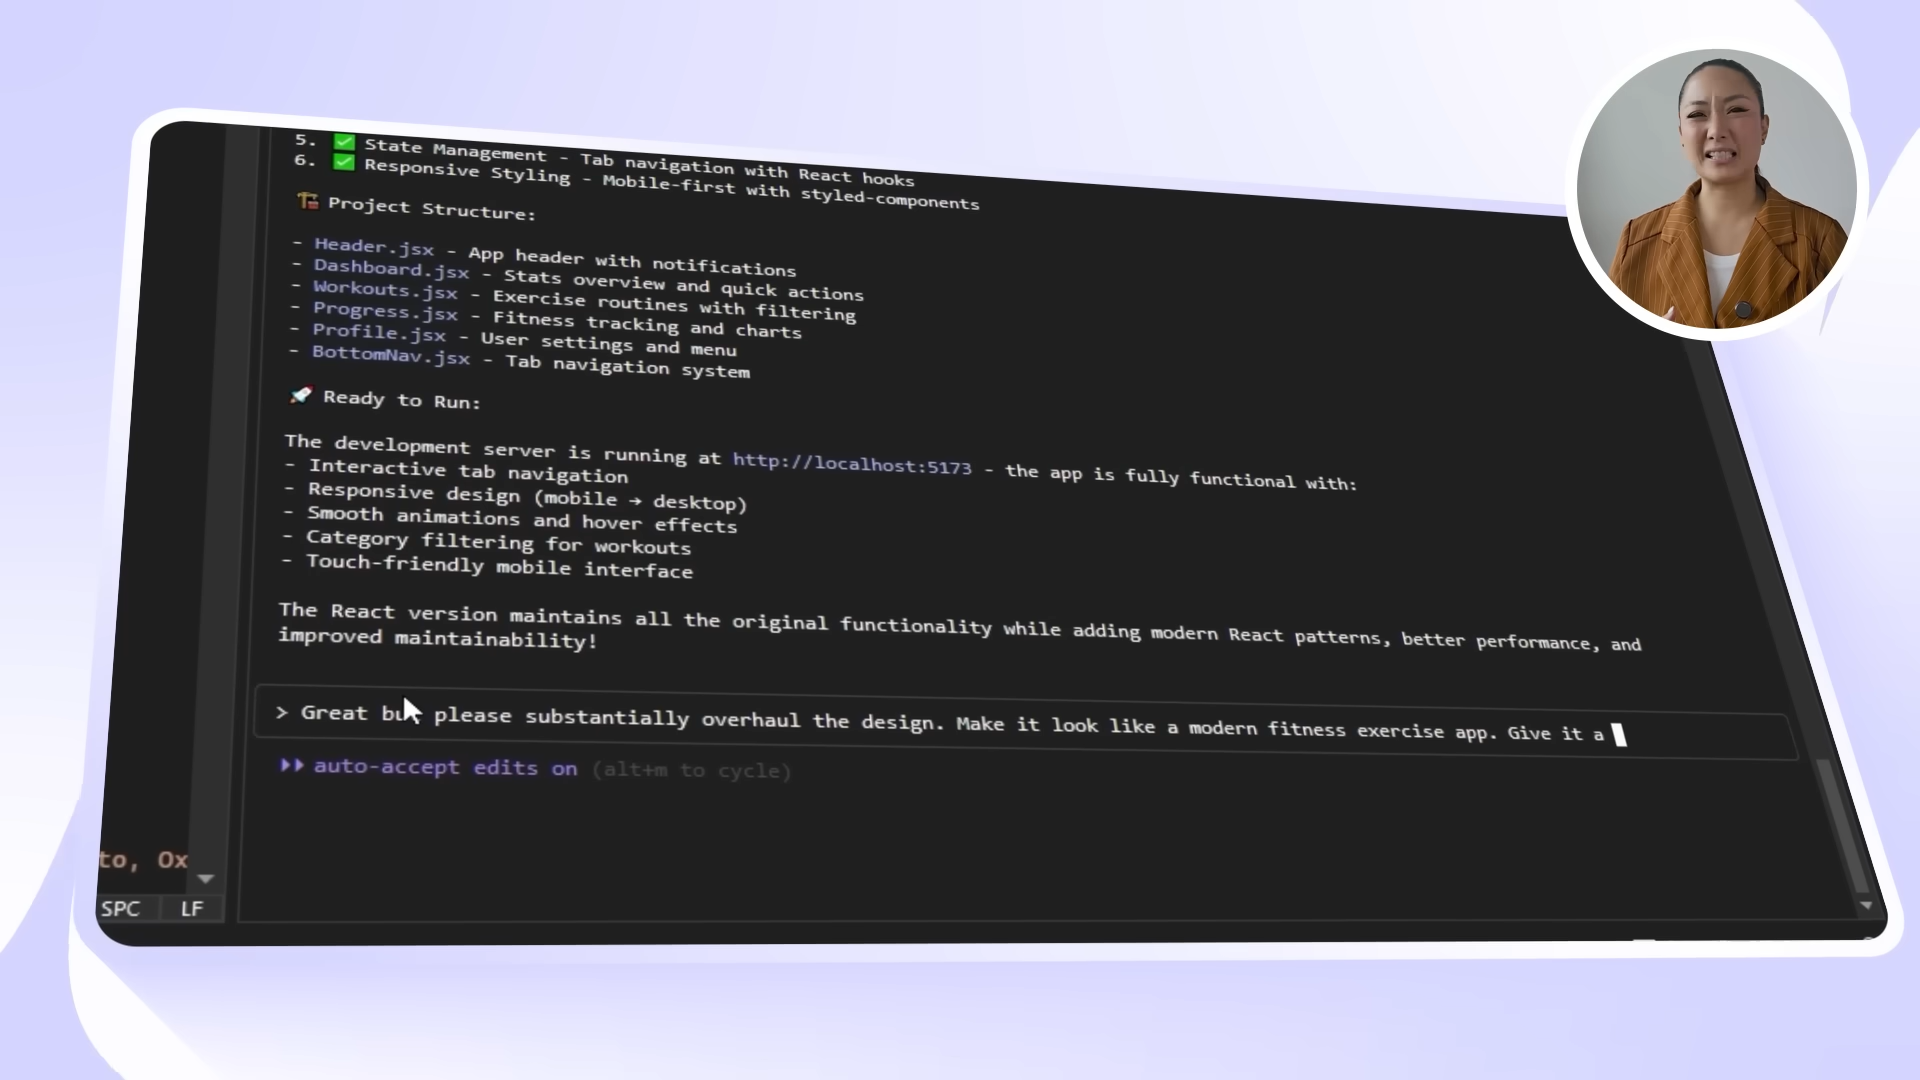 5. ✅ State Management - Tab navigation with React hooks
6. ✅ Responsive Styling - Mobile-first with styled-components
🏗️ Project Structure:
- Header.jsx - App header with notifications
- Dashboard.jsx - Stats overview and quick actions
- Workouts.jsx - Exercise routines with filtering
- Progress.jsx - Fitness tracking and charts
- Profile.jsx - User settings and menu
- BottomNav.jsx - Tab navigation system
🚀 Ready to Run:
The development server is running at http://localhost:5173 - the app is fully functional with:
- Interactive tab navigation
- Responsive design (mobile → desktop)
- Smooth animations and hover effects
- Category filtering for workouts
- Touch-friendly mobile interface
The React version maintains all the original functionality while adding modern React patterns, better performance, and
improved maintainability!
> Great but please substantially overhaul the design. Make it look like a modern fitness exercise app. Give it a
⏵⏵ auto-accept edits on (alt+m to cycle)
to, Ox
SPC LF